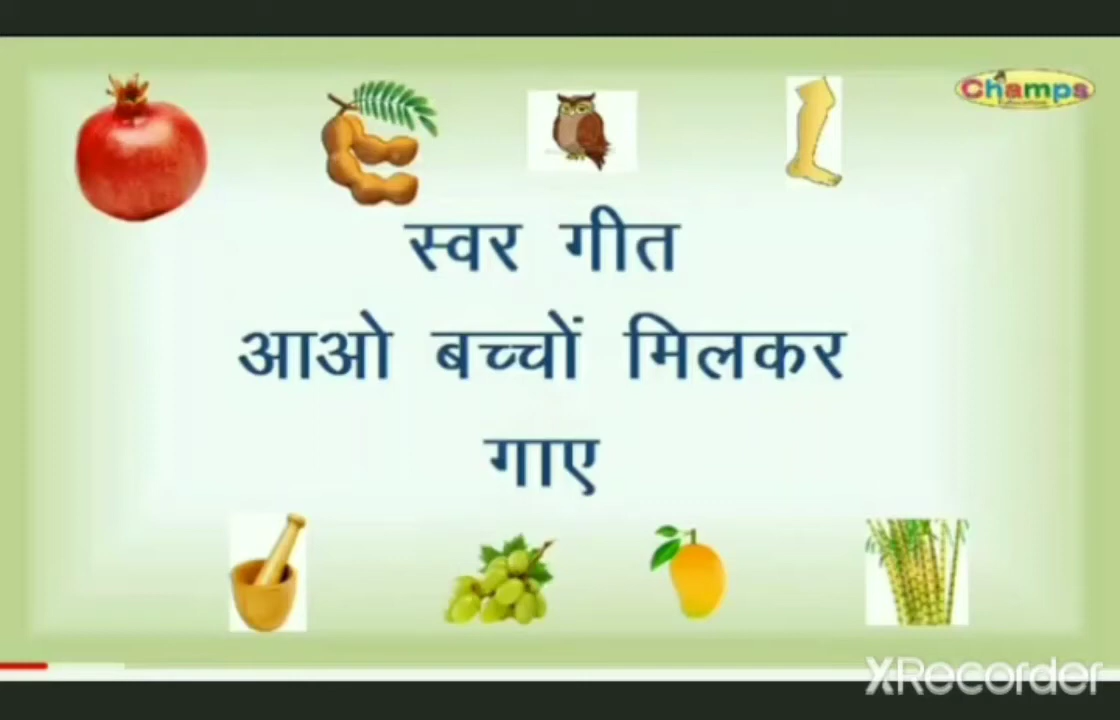 Champs
स्वर गीत
आओ बच्चों मिलकर
गाए
XRecorder